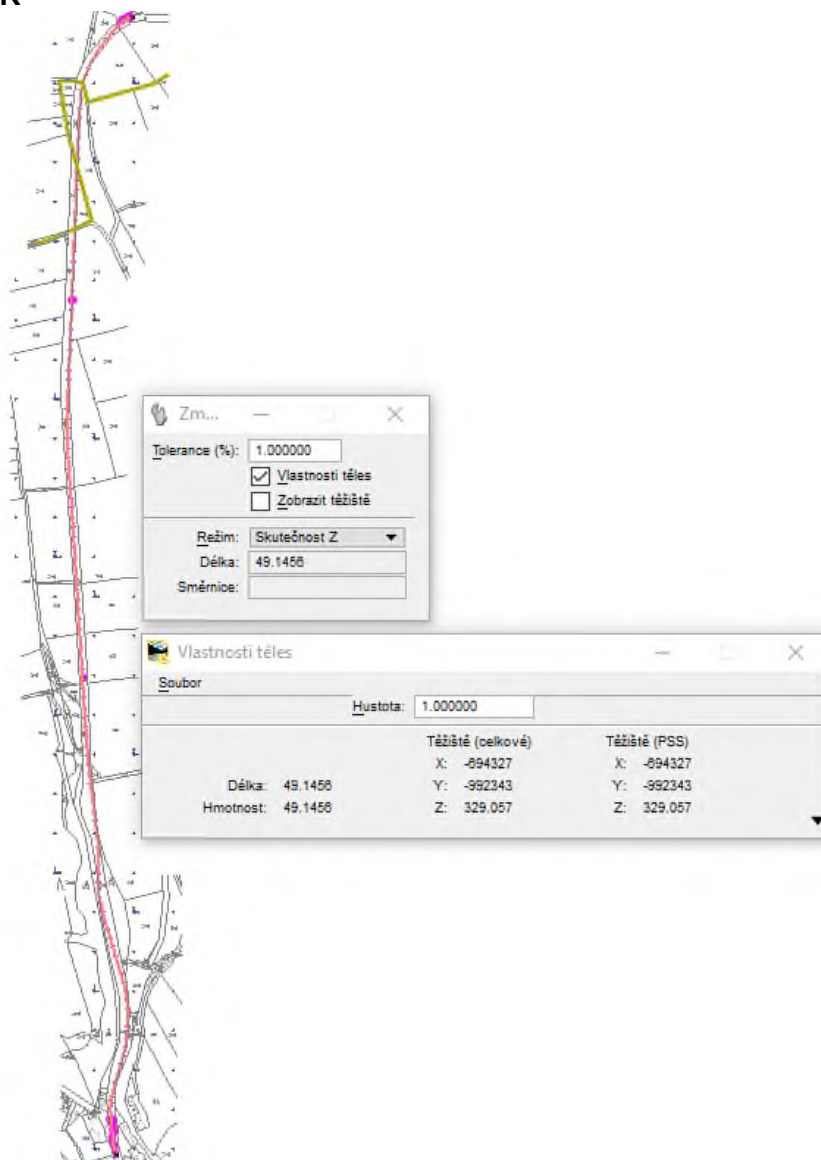 Zm...
Tolerance (%): 1.000000
Vlastnosti těles
Zobrazit těžiště
Režim: Skutečnost Z
Délka: 49.1456
Směrnice:
Vlastnosti těles
Soubor
Hustota: 1.000000
Těžiště (celkové) Těžiště (PSS)
X: -694327 X: -694327
Délka: 49.1456 Y: -992343 Y: -992343
Hmotnost: 49.1456 Z: 329.057 Z: 329.057